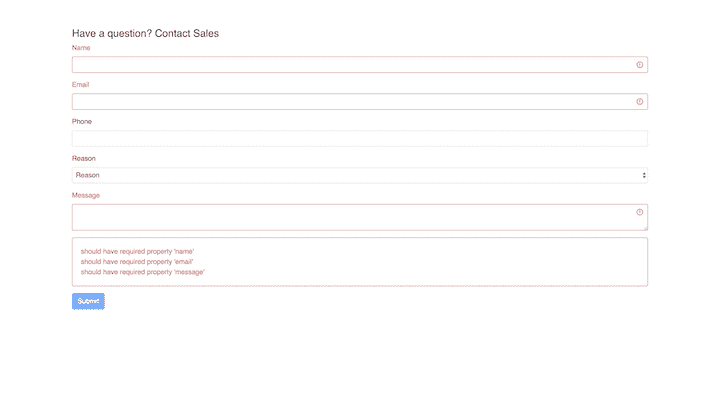 Have a question? Contact Sales
Name
Email
Phone
Reason
Reason
Message
should have required property 'name'
should have required property 'email'
should have required property 'message'
Submit